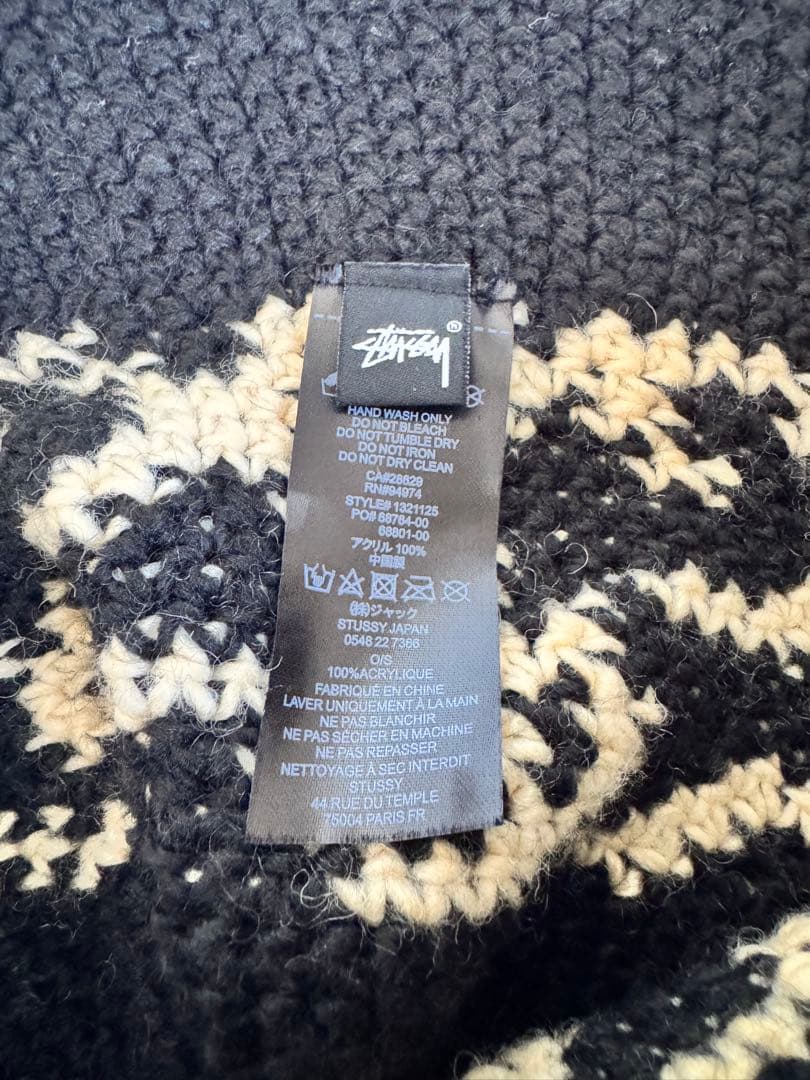 Stüssy
HAND WASH ONLY
DO NOT BLEACH
DO NOT TUMBLE DRY
DO NOT IRON
DO NOT DRY CLEAN
CA#28629
RN#94974
STYLE# 1321125
PO# 68764-00
68801-00
アクリル 100%
中国製
(株)ジャック
STUSSY JAPAN
0548 22 7366
O/S
100%ACRYLIQUE
FABRIQUÉ EN CHINE
LAVER UNIQUEMENT À LA MAIN
NE PAS BLANCHIR
NE PAS SÉCHER EN MACHINE
NE PAS REPASSER
NETTOYAGE À SEC INTERDIT
STUSSY
44 RUE DU TEMPLE
75004 PARIS FR